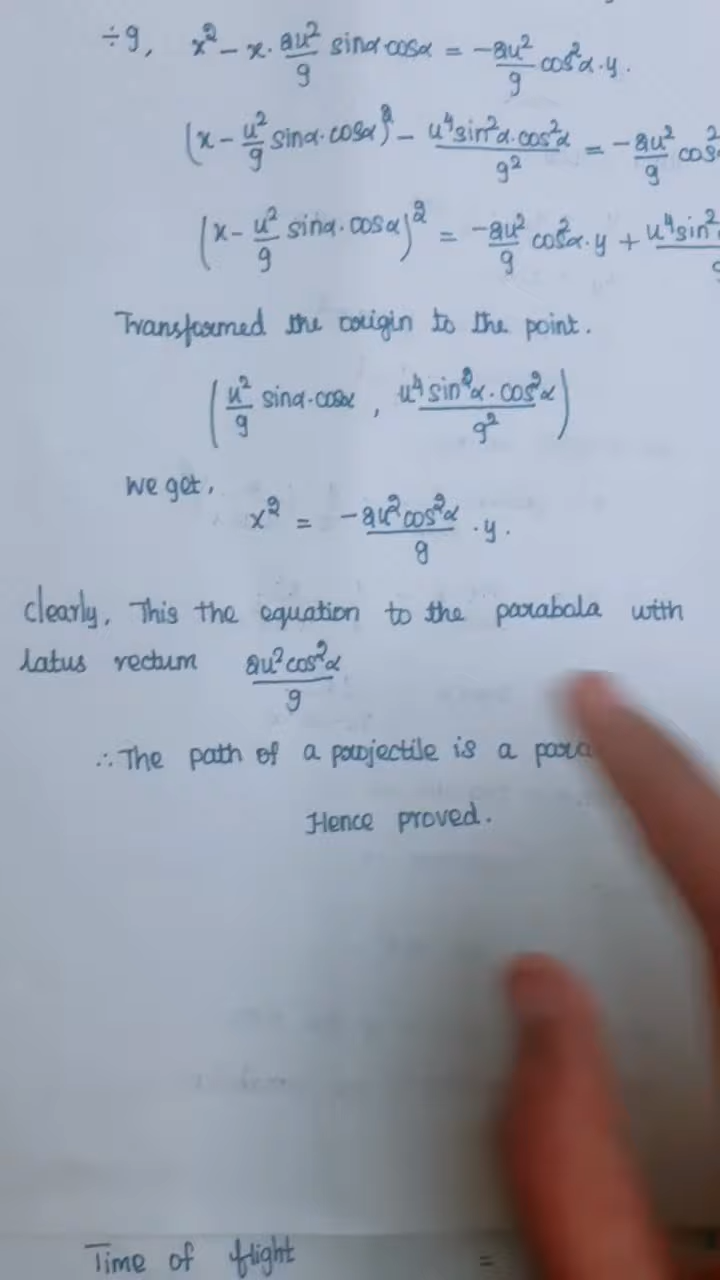 ÷g, x² - x · 2u²/g sinα cosα = -2u²/g cos²α · y.
(x - u²/g sinα · cosα)² - u⁴sin²α · cos²α/g² = -2u²/g cos²
(x - u²/g sinα · cosα)² = -2u²/g cos²α · y + u⁴sin²
Transformed the origin to the point.
(u²/g sinα · cosα , u⁴sin²α · cos²α/g²)
we get,
x² = -2u²cos²α/g · y.
clearly, This the equation to the parabola with
latus rectum 2u²cos²α/g
∴ The path of a projectile is a para
Hence proved.
Time of flight =